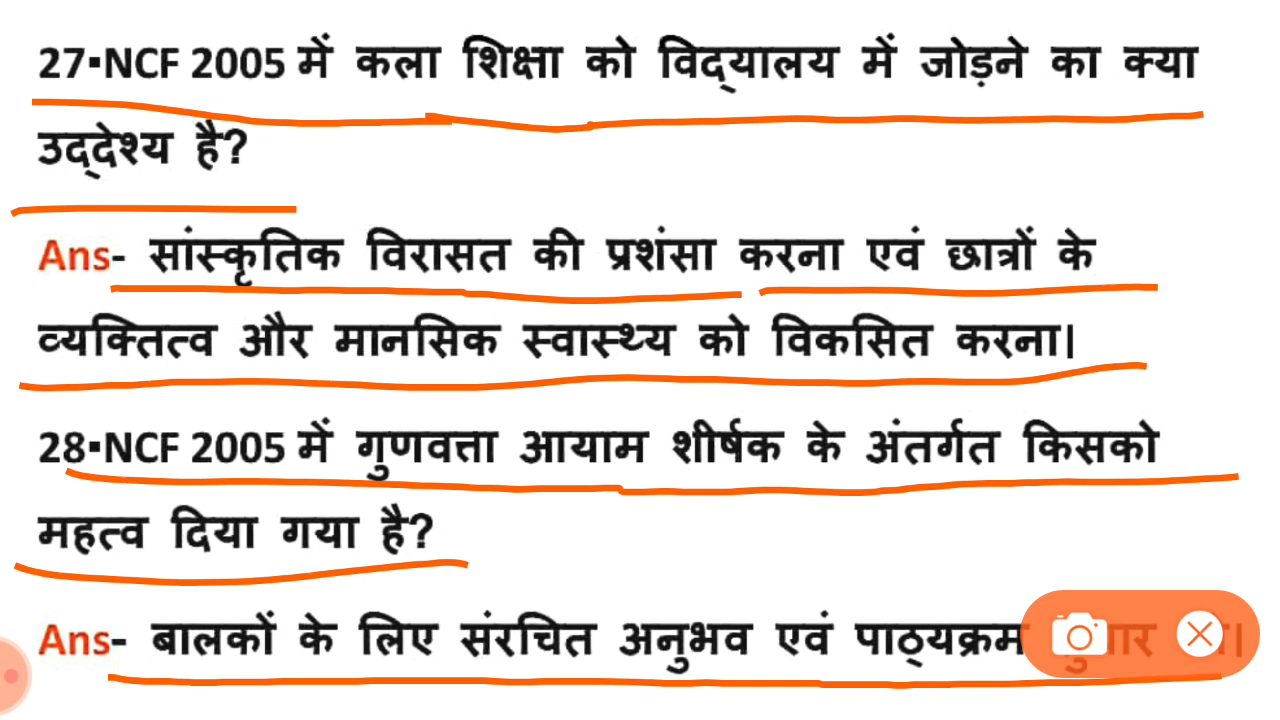 27▪NCF 2005 में कला शिक्षा को विद्यालय में जोड़ने का क्या
उद्देश्य है?
Ans- सांस्कृतिक विरासत की प्रशंसा करना एवं छात्रों के
व्यक्तित्व और मानसिक स्वास्थ्य को विकसित करना।
28▪NCF 2005 में गुणवत्ता आयाम शीर्षक के अंतर्गत किसको
महत्व दिया गया है?
Ans- बालकों के लिए संरचित अनुभव एवं पाठ्यक्रम